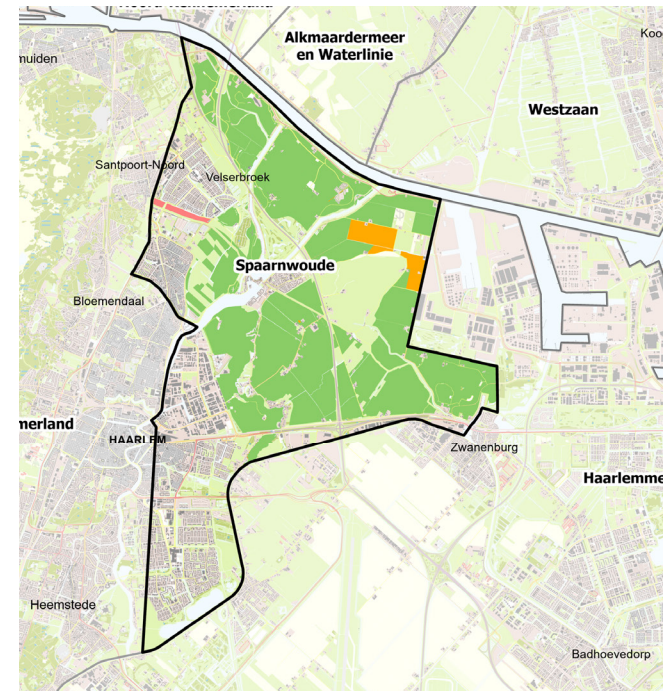 Alkmaardermeer
en Waterlinie
Koo
muiden
Westzaan
Santpoort-Noord
Velserbroek
Spaarnwoude
Bloemendaal
merland
HAARLEM
Zwanenburg
Haarlemme
Heemstede
Badhoevedorp